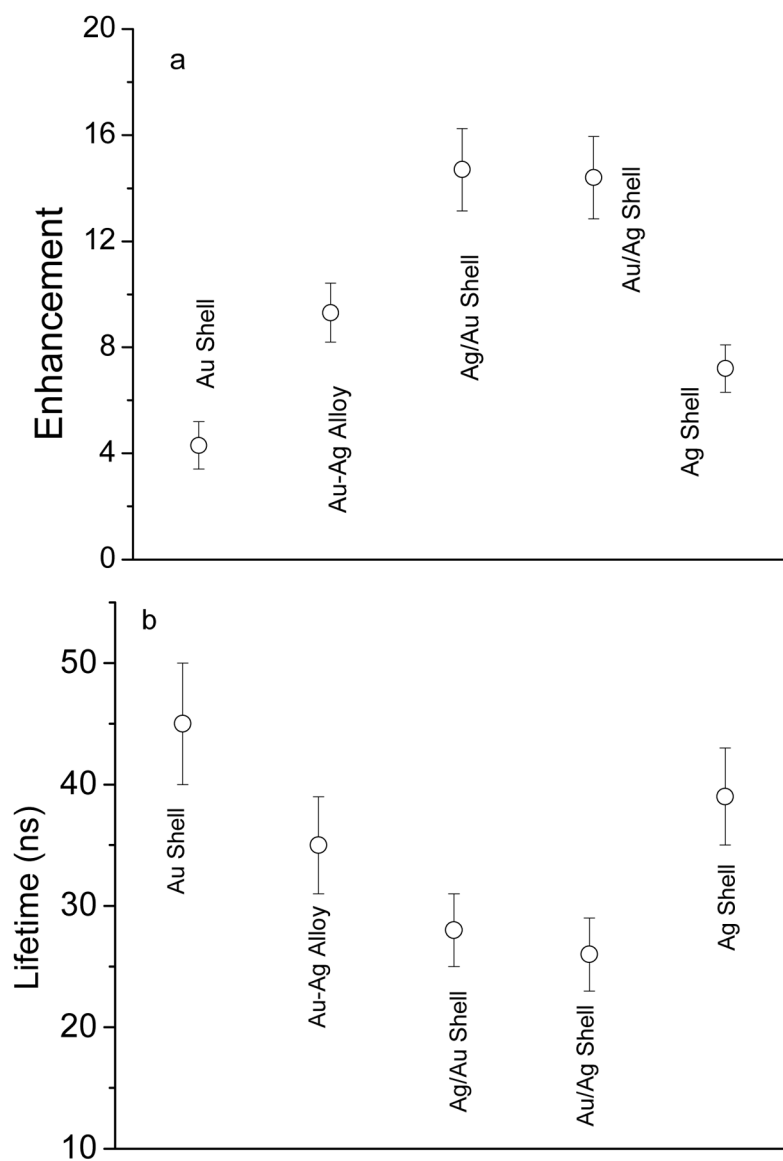 a
20
16
12
8
4
0
Enhancement
Au Shell
Au-Ag Alloy
Ag/Au Shell
Au/Ag Shell
Ag Shell
b
50
40
30
20
10
Lifetime (ns)
Au Shell
Au-Ag Alloy
Ag/Au Shell
Au/Ag Shell
Ag Shell